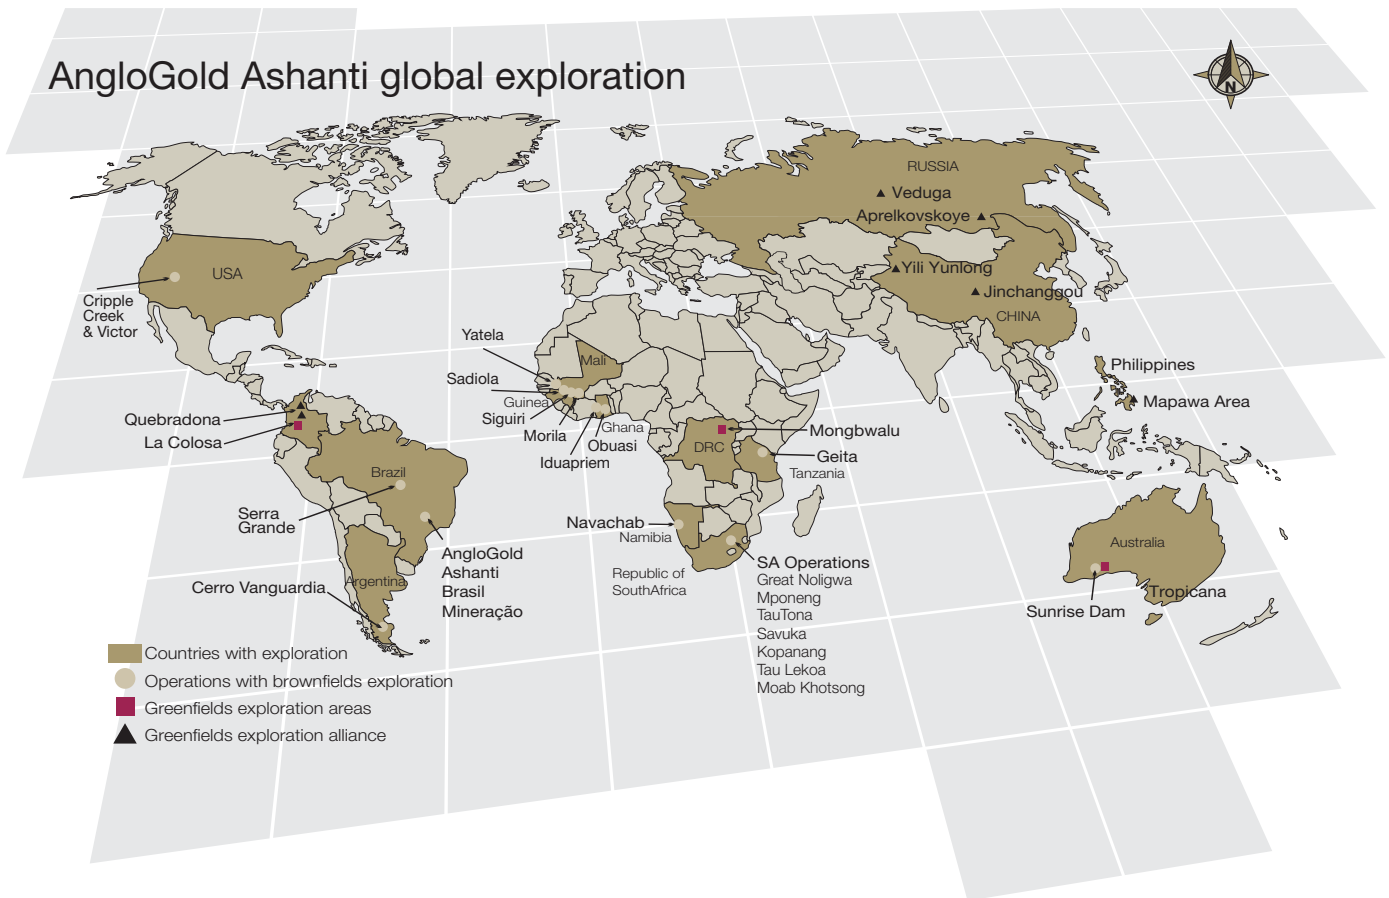 AngloGold Ashanti global exploration
N
RUSSIA
Veduga
Aprelkovskoye
Yili Yunlong
Jinchanggou
CHINA
USA
Cripple
Creek
& Victor
Yatela
Mali
Sadiola
Guinea
Siguiri
Morila
Ghana
Obuasi
Iduapriem
Philippines
Mapawa Area
Quebradona
La Colosa
Mongbwalu
DRC
Geita
Tanzania
Brazil
Serra
Grande
Navachab
Namibia
AngloGold
Ashanti
Brasil
Mineração
Argentina
Cerro Vanguardia
Republic of
SouthAfrica
SA Operations
Great Noligwa
Mponeng
TauTona
Savuka
Kopanang
Tau Lekoa
Moab Khotsong
Australia
Tropicana
Sunrise Dam
Countries with exploration
Operations with brownfields exploration
Greenfields exploration areas
Greenfields exploration alliance